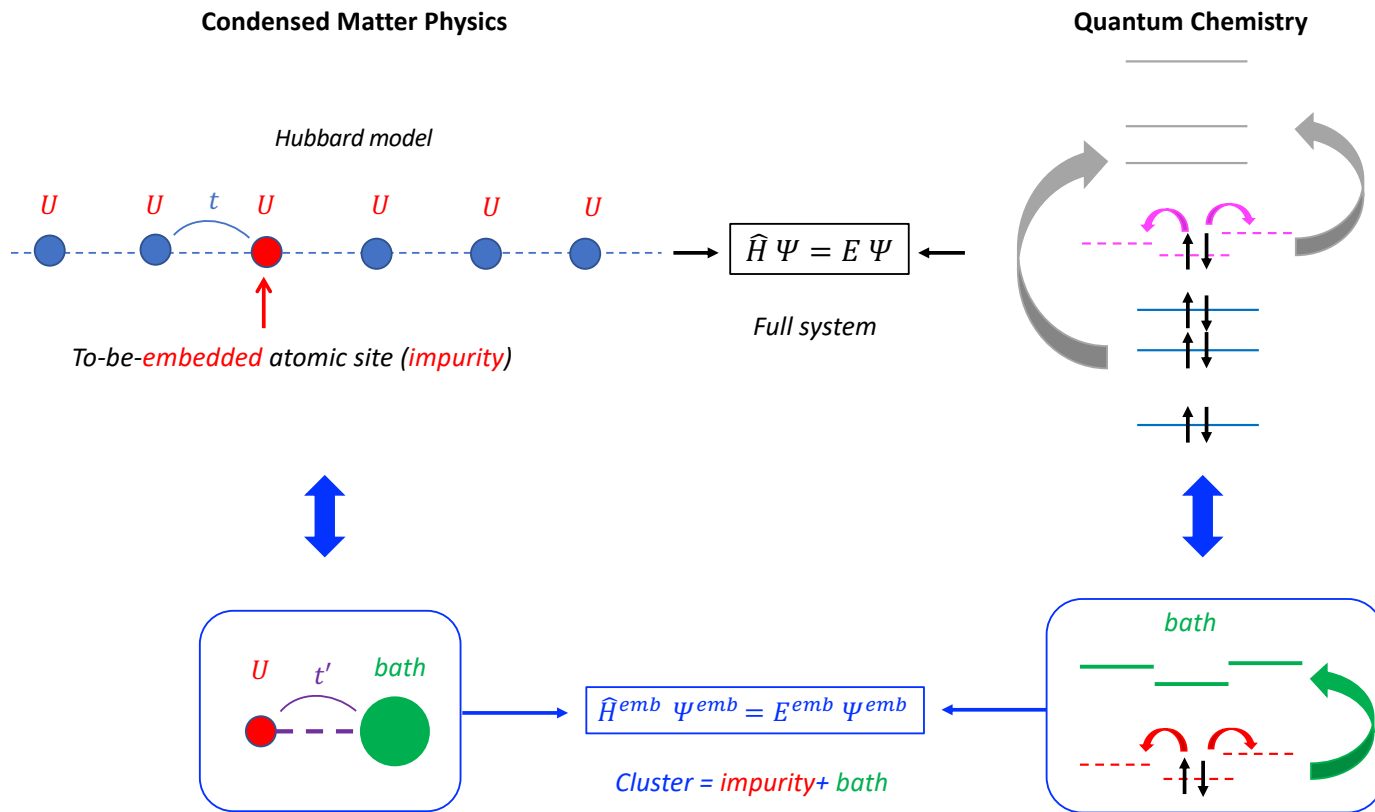 Condensed Matter Physics
Quantum Chemistry
Hubbard model
U U t U U U U
Ĥ Ψ = E Ψ
Full system
To-be-embedded atomic site (impurity)
bath
U t′ bath
Ĥ^{emb} Ψ^{emb} = E^{emb} Ψ^{emb}
Cluster = impurity+ bath